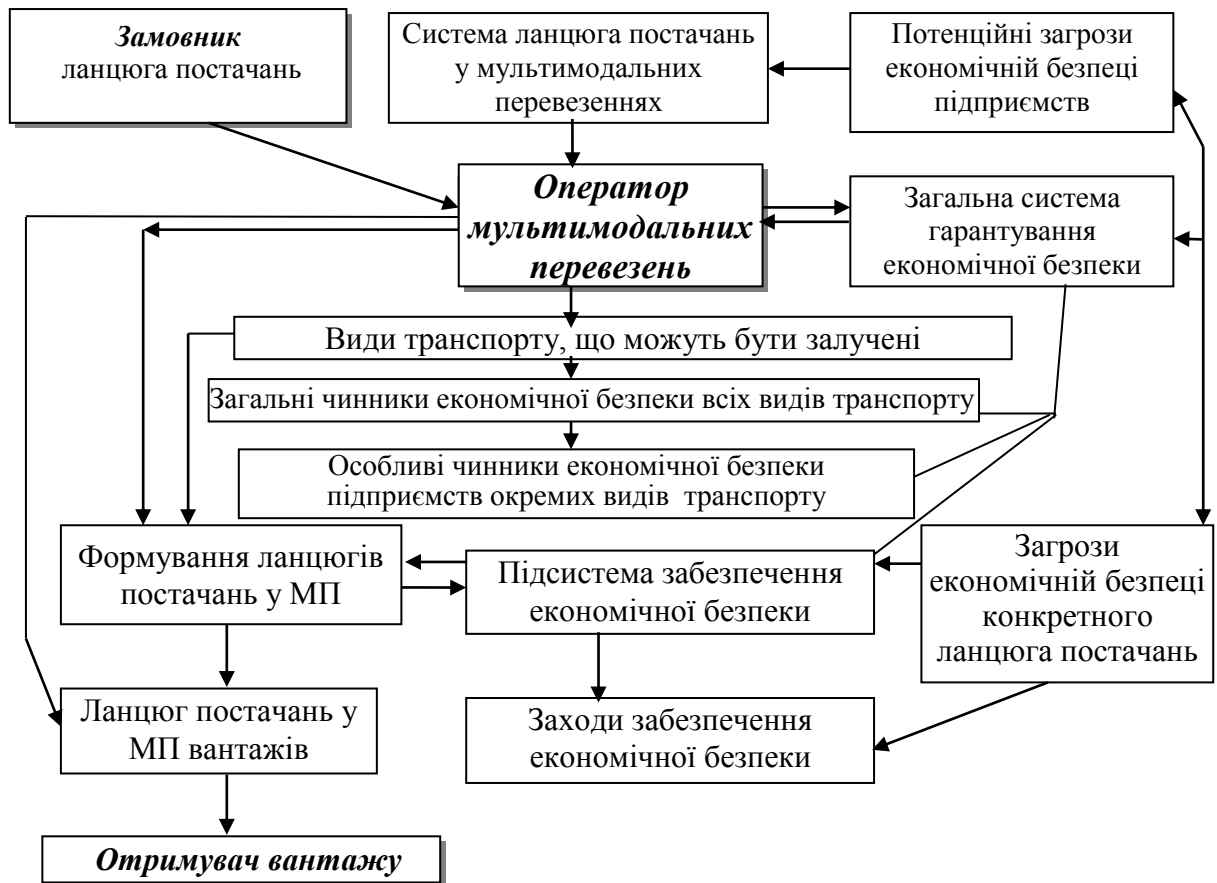 Замовник
ланцюга постачань
Система ланцюга постачань
у мультимодальних
перевезеннях
Потенційні загрози
економічній безпеці
підприємств
Оператор
мультимодальних
перевезень
Загальна система
гарантування
економічної безпеки
Види транспорту, що можуть бути залучені
Загальні чинники економічної безпеки всіх видів транспорту
Особливі чинники економічної безпеки
підприємств окремих видів транспорту
Формування ланцюгів
постачань у МП
Підсистема забезпечення
економічної безпеки
Загрози
економічній безпеці
конкретного
ланцюга постачань
Ланцюг постачань у
МП вантажів
Заходи забезпечення
економічної безпеки
Отримувач вантажу